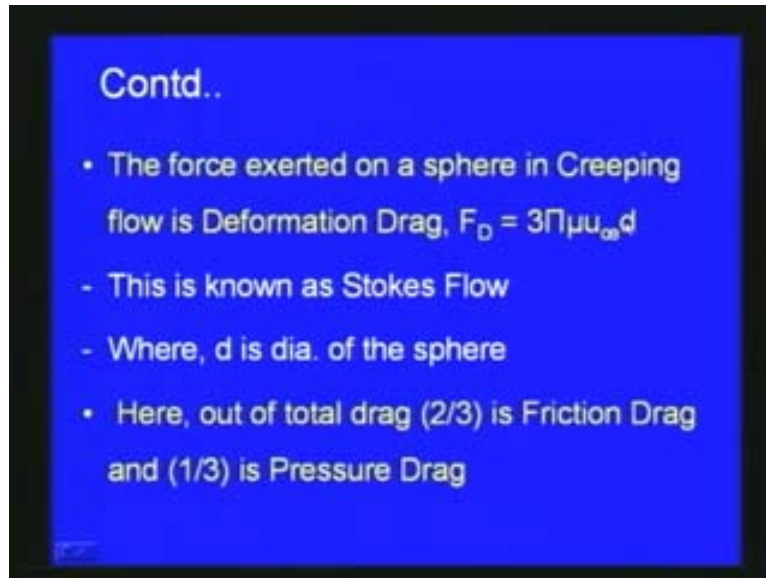 Contd..
• The force exerted on a sphere in Creeping
flow is Deformation Drag, F_D = 3Πµu_∞d
- This is known as Stokes Flow
- Where, d is dia. of the sphere
• Here, out of total drag (2/3) is Friction Drag
and (1/3) is Pressure Drag